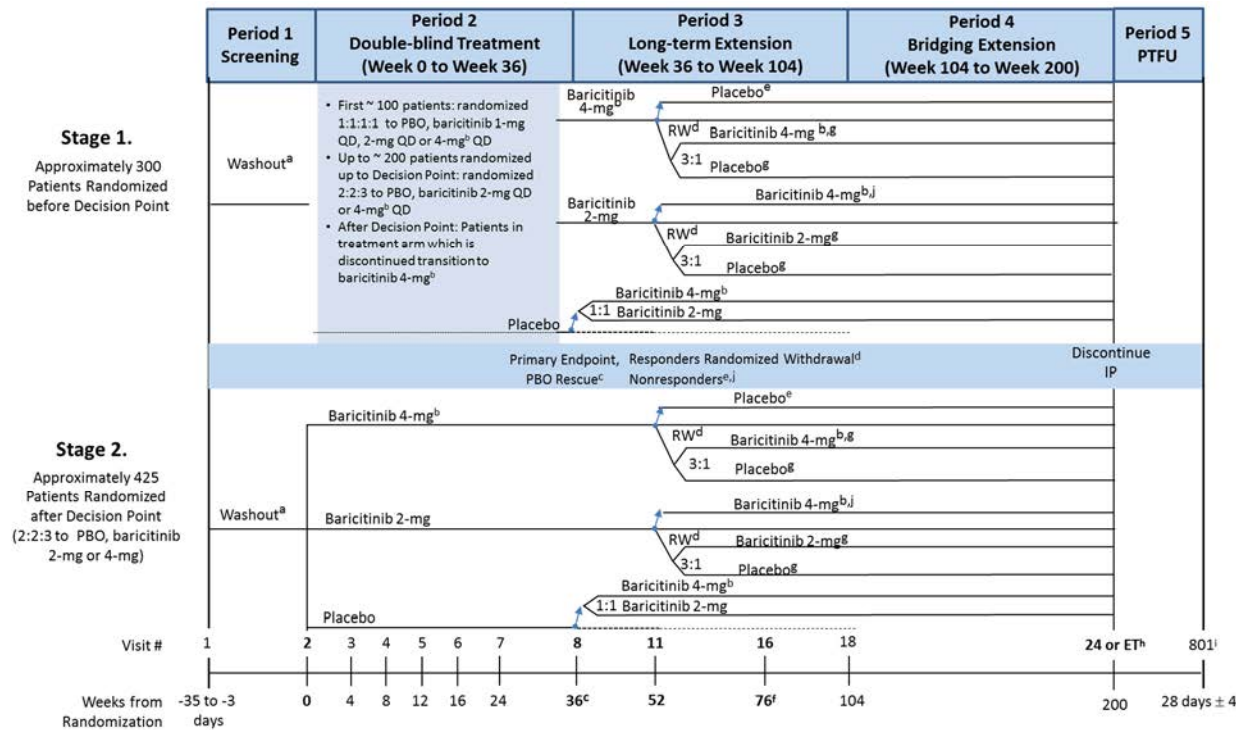 Period 1
Screening
Period 2
Double-blind Treatment
(Week 0 to Week 36)
Period 3
Long-term Extension
(Week 36 to Week 104)
Period 4
Bridging Extension
(Week 104 to Week 200)
Period 5
PTFU
Stage 1.
Approximately 300
Patients Randomized
before Decision Point
Washoutᵃ
• First ~ 100 patients: randomized
1:1:1:1 to PBO, baricitinib 1-mg
QD, 2-mg QD or 4-mgᵇ QD
• Up to ~ 200 patients randomized
up to Decision Point: randomized
2:2:3 to PBO, baricitinib 2-mg QD
or 4-mgᵇ QD
• After Decision Point: Patients in
treatment arm which is
discontinued transition to
baricitinib 4-mgᵇ
Baricitinib
4-mgᵇ
Placeboᵉ
RWᵈ
Baricitinib 4-mg ᵇ,ᵍ
3:1
Placeboᵍ
Baricitinib
2-mg
Baricitinib 4-mgᵇ,ʲ
RWᵈ
Baricitinib 2-mgᵍ
3:1
Placeboᵍ
Placebo
Baricitinib 4-mgᵇ
1:1 Baricitinib 2-mg
Primary Endpoint,
PBO Rescueᶜ
Responders Randomized Withdrawalᵈ
Nonrespondersᵉ,ʲ
Discontinue
IP
Stage 2.
Approximately 425
Patients Randomized
after Decision Point
(2:2:3 to PBO, baricitinib
2-mg or 4-mg)
Washoutᵃ
Baricitinib 4-mgᵇ
Placeboᵉ
RWᵈ
Baricitinib 4-mgᵇ,ᵍ
3:1
Placeboᵍ
Baricitinib 2-mg
Baricitinib 4-mgᵇ,ʲ
RWᵈ
Baricitinib 2-mgᵍ
3:1
Placeboᵍ
Placebo
Baricitinib 4-mgᵇ
1:1 Baricitinib 2-mg
Visit # 1 2 3 4 5 6 7 8 11 16 18 24 or ETʰ 801ⁱ
Weeks from
Randomization
-35 to -3
days
0 4 8 12 16 24 36ᶜ 52 76ᶠ 104 200 28 days ± 4